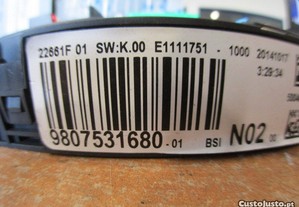 22661F 01 SW:K.00 E1111751 - 1000 20141017
3:29:34
9807531680-01 BSI N02
CustoJusto.pt